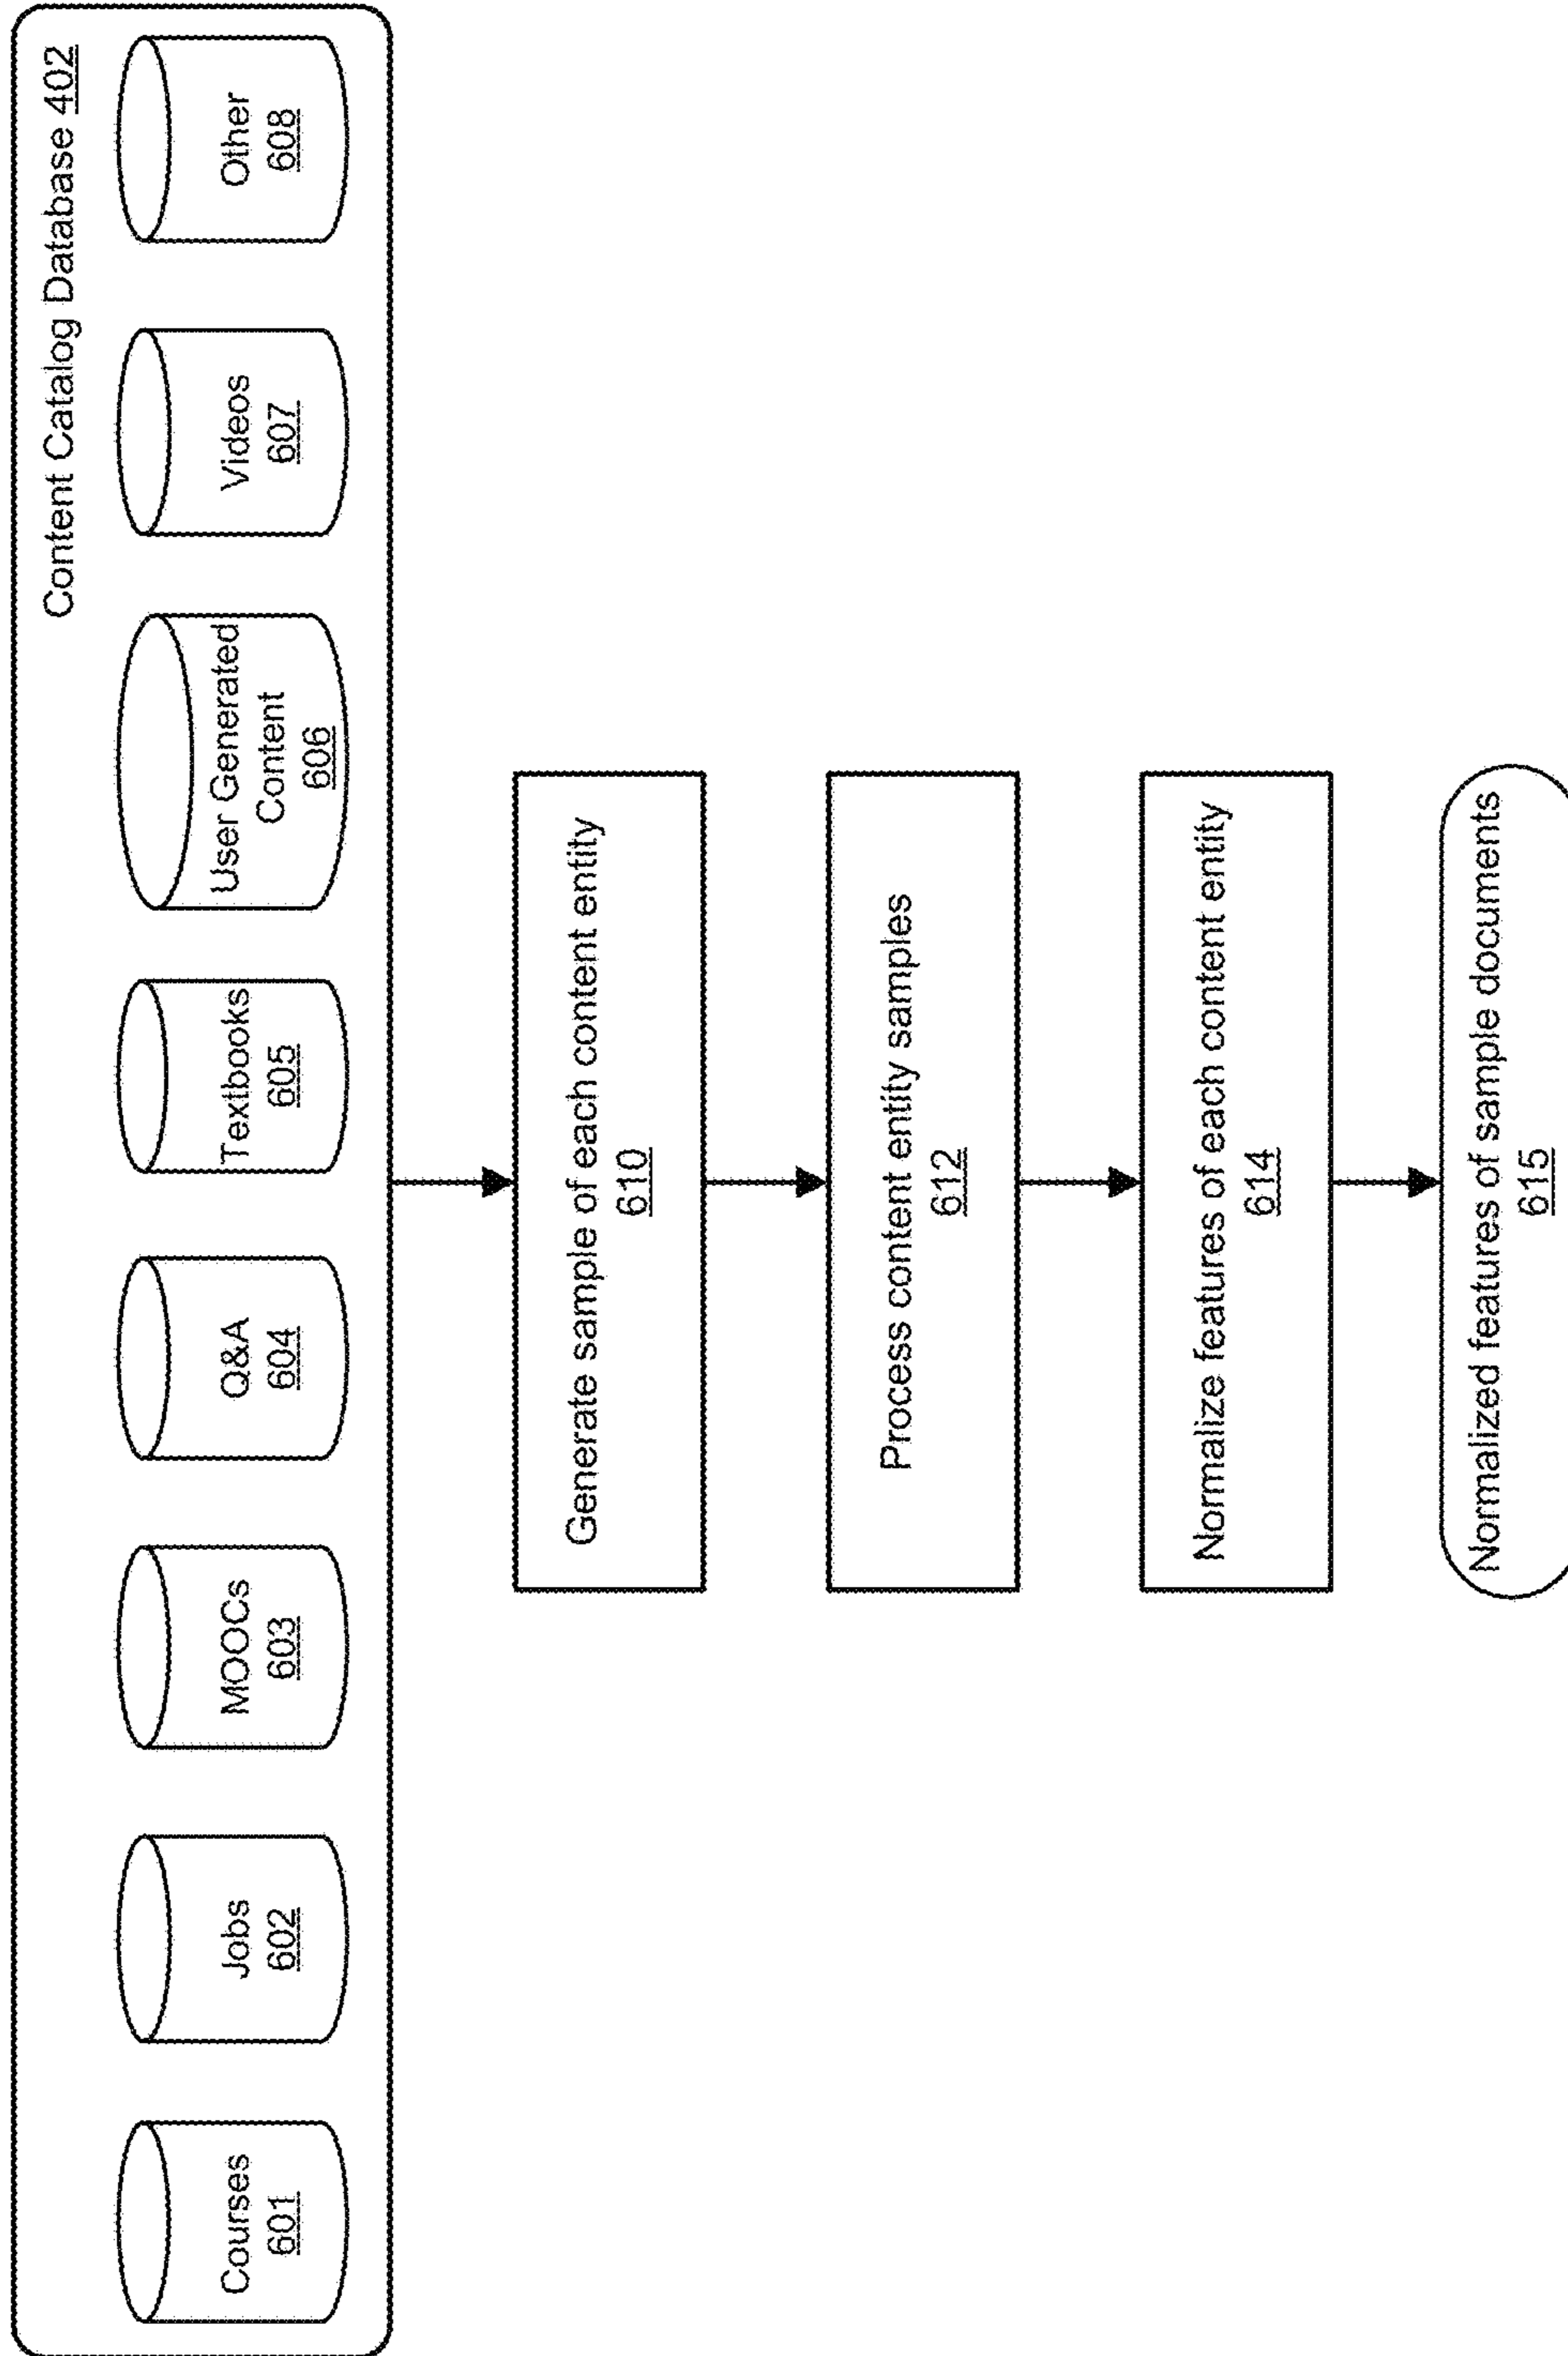 Content Catalog Database 402
Courses
601
Jobs
602
MOOCs
603
Q&A
604
Textbooks
605
User Generated
Content
606
Videos
607
Other
608
Generate sample of each content entity
610
Process content entity samples
612
Normalize features of each content entity
614
Normalized features of sample documents
615